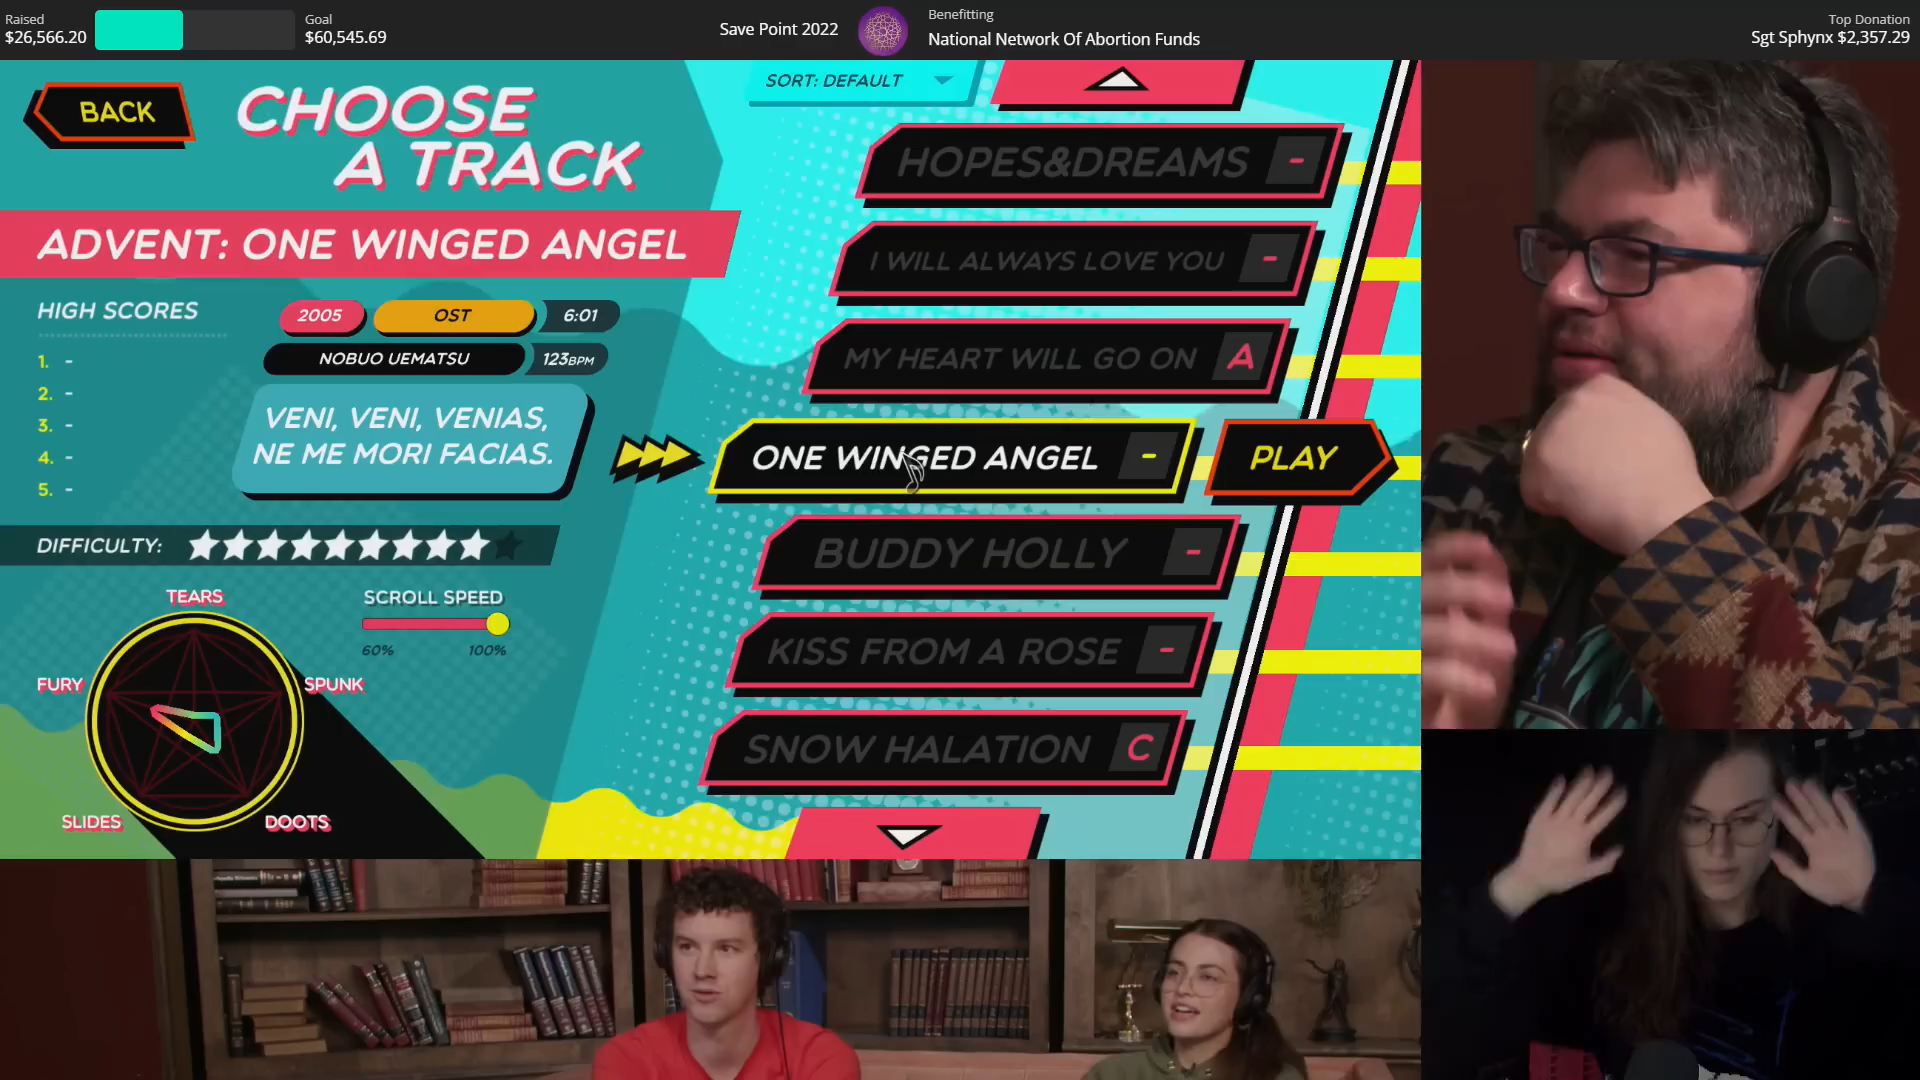 Raised
$26,566.20
Goal
$60,545.69
Save Point 2022
Benefitting
National Network Of Abortion Funds
Top Donation
Sgt Sphynx $2,357.29
BACK
CHOOSE
A TRACK
SORT: DEFAULT
ADVENT: ONE WINGED ANGEL
HIGH SCORES
1. -
2. -
3. -
4. -
5. -
2005
OST
6:01
NOBUO UEMATSU
123BPM
VENI, VENI, VENIAS,
NE ME MORI FACIAS.
DIFFICULTY:
TEARS
FURY
SPUNK
SLIDES
DOOTS
SCROLL SPEED
60%
100%
HOPES&DREAMS -
I WILL ALWAYS LOVE YOU -
MY HEART WILL GO ON A
ONE WINGED ANGEL -
PLAY
BUDDY HOLLY -
KISS FROM A ROSE -
SNOW HALATION C